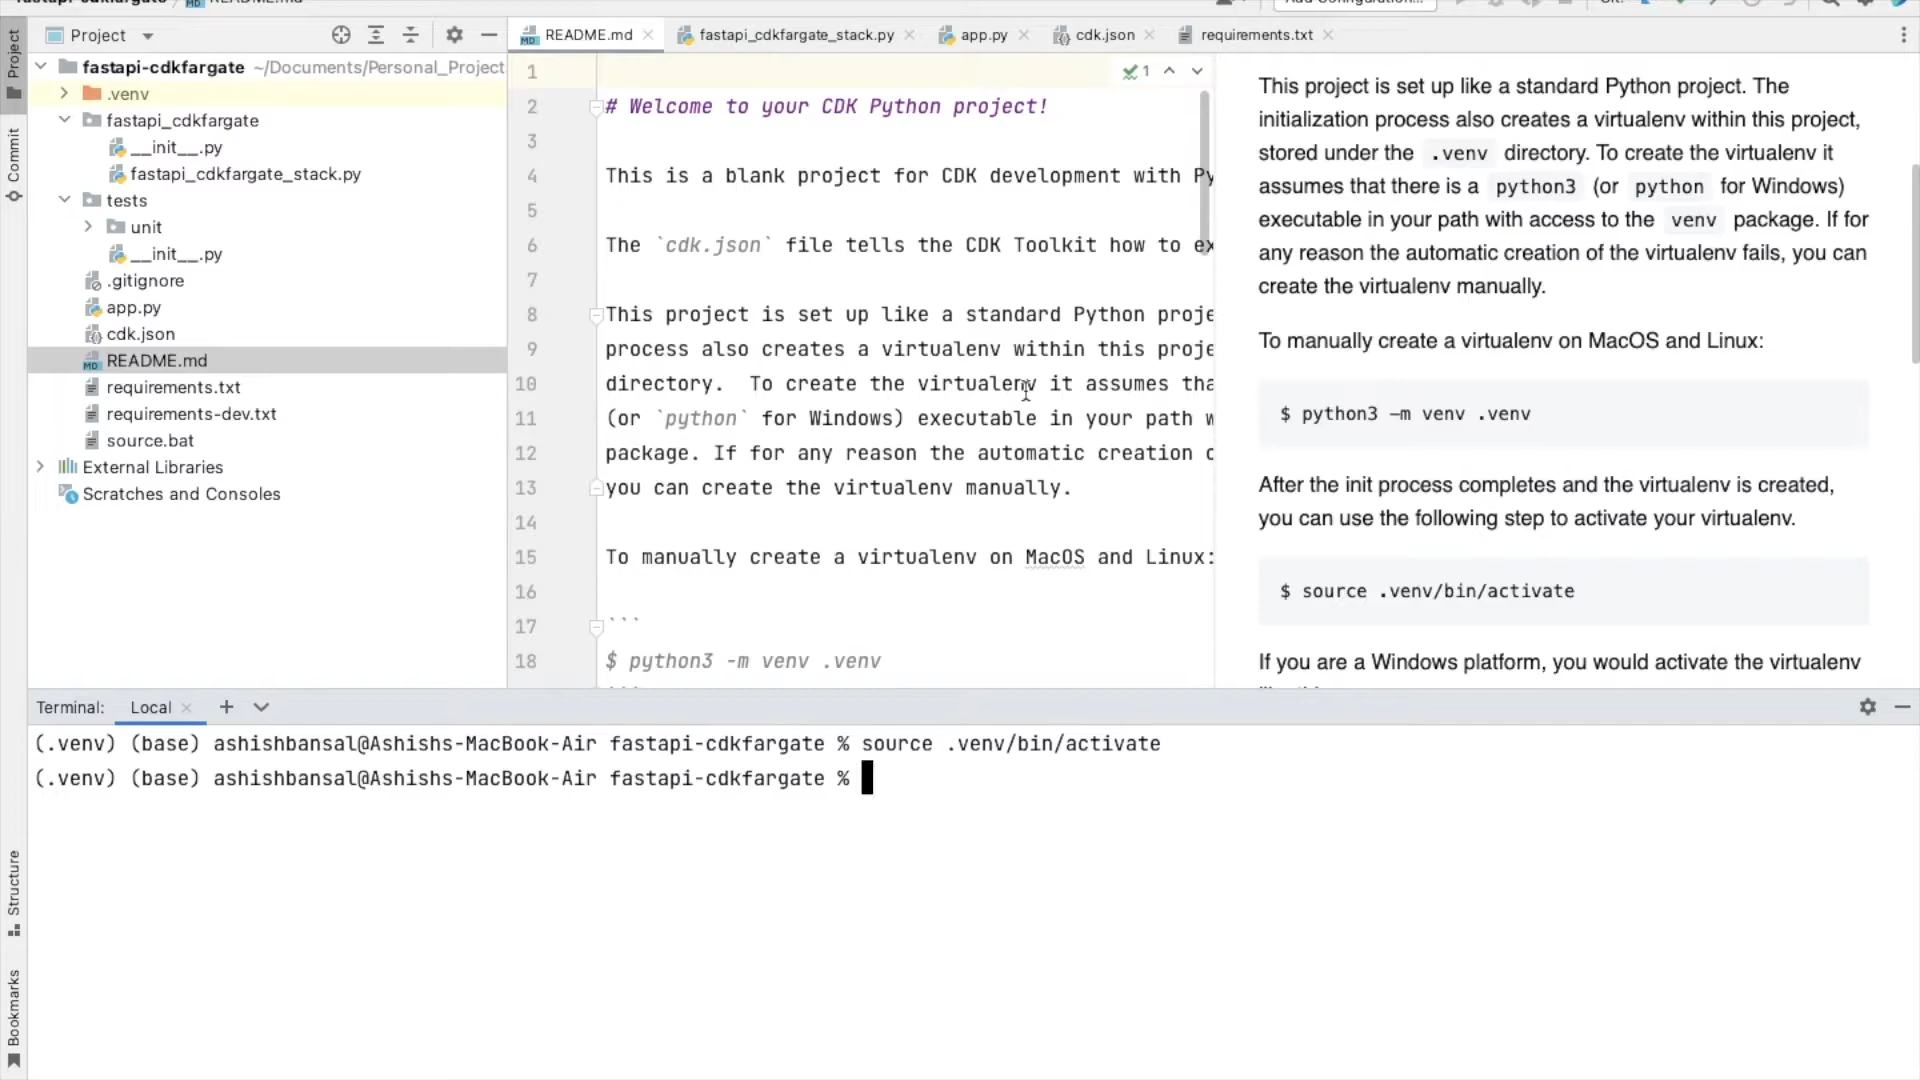 fastapi-cdkfargate
README.md
Add Configuration...
Git:
Project
README.md
fastapi_cdkfargate_stack.py
app.py
cdk.json
requirements.txt
Project
Commit
Structure
Bookmarks
fastapi-cdkfargate ~/Documents/Personal_Project
.venv
fastapi_cdkfargate
__init__.py
fastapi_cdkfargate_stack.py
tests
unit
__init__.py
.gitignore
app.py
cdk.json
README.md
requirements.txt
requirements-dev.txt
source.bat
External Libraries
Scratches and Consoles
1
1
2 # Welcome to your CDK Python project!
3
4 This is a blank project for CDK development with Py
5
6 The `cdk.json` file tells the CDK Toolkit how to ex
7
8 This project is set up like a standard Python proje
9 process also creates a virtualenv within this proje
10 directory.  To create the virtualenv it assumes tha
11 (or `python` for Windows) executable in your path w
12 package. If for any reason the automatic creation o
13 you can create the virtualenv manually.
14
15 To manually create a virtualenv on MacOS and Linux:
16
17 ```
18 $ python3 -m venv .venv
```
This project is set up like a standard Python project. The
initialization process also creates a virtualenv within this project,
stored under the .venv directory. To create the virtualenv it
assumes that there is a python3 (or python for Windows)
executable in your path with access to the venv package. If for
any reason the automatic creation of the virtualenv fails, you can
create the virtualenv manually.
To manually create a virtualenv on MacOS and Linux:
$ python3 -m venv .venv
After the init process completes and the virtualenv is created,
you can use the following step to activate your virtualenv.
$ source .venv/bin/activate
If you are a Windows platform, you would activate the virtualenv
Terminal: Local
(.venv) (base) ashishbansal@Ashishs-MacBook-Air fastapi-cdkfargate % source .venv/bin/activate
(.venv) (base) ashishbansal@Ashishs-MacBook-Air fastapi-cdkfargate %